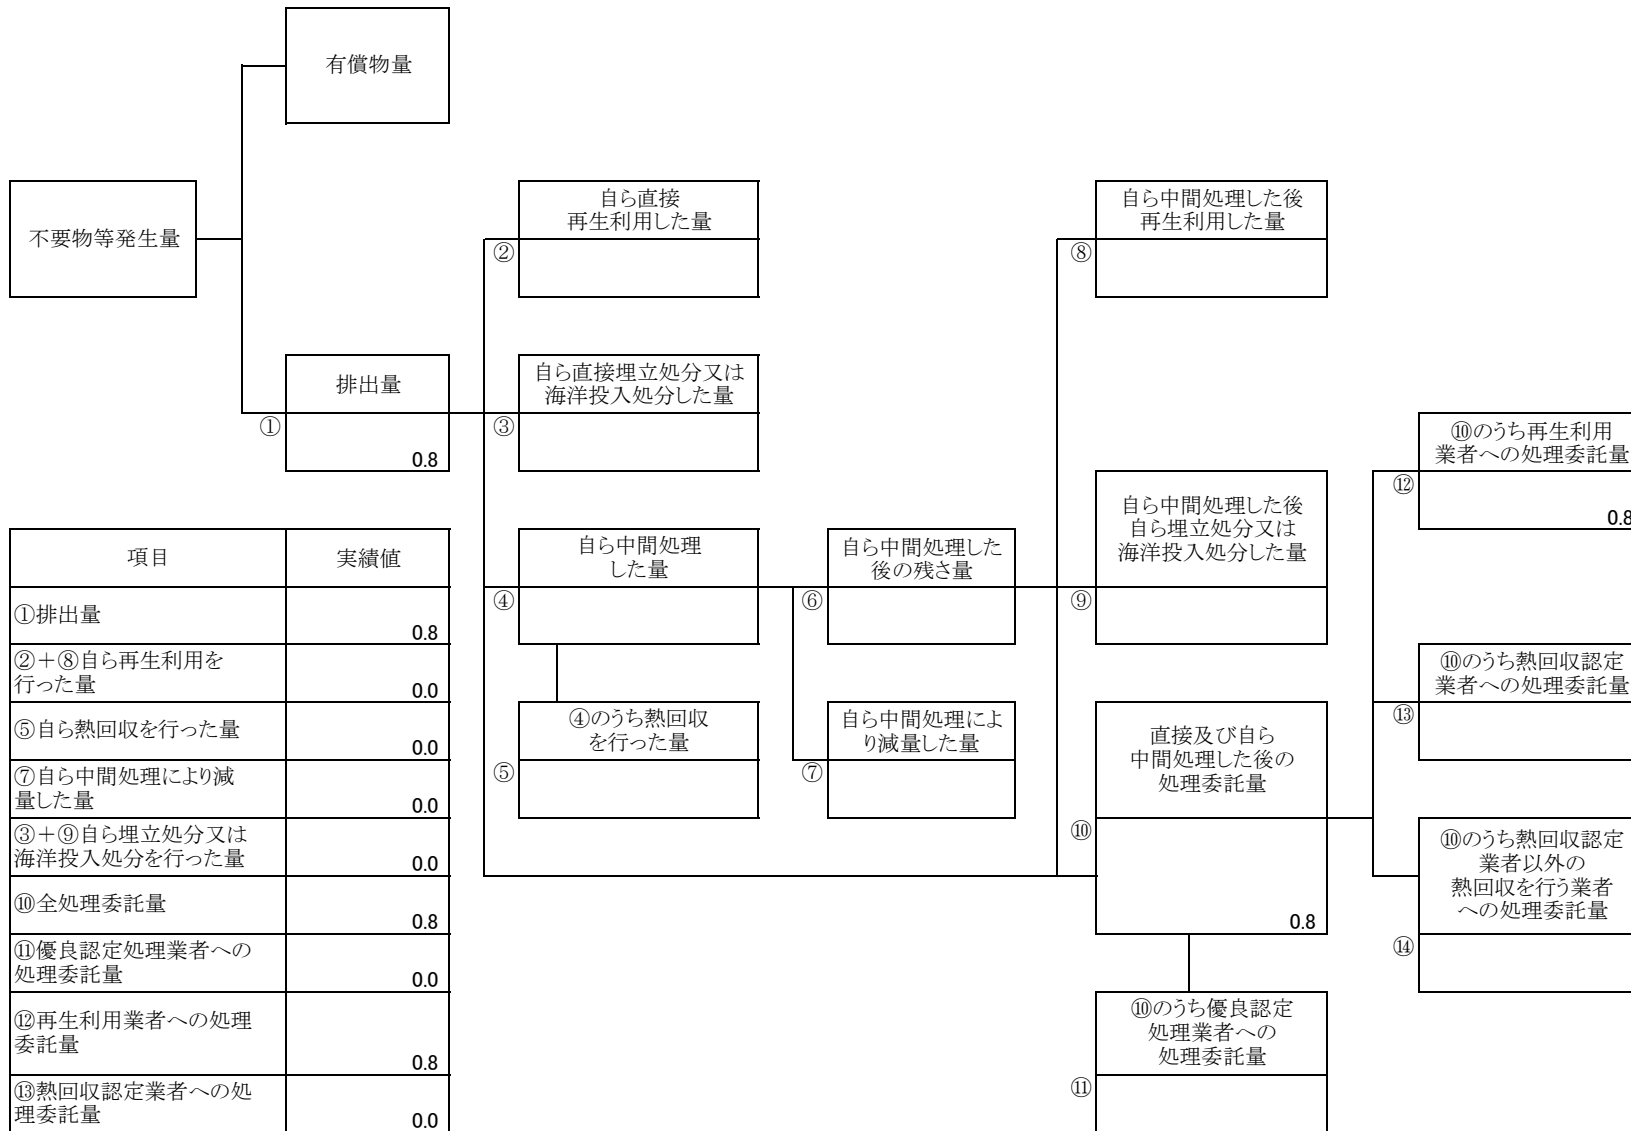 有償物量
不要物等発生量
自ら直接
再生利用した量
②
自ら中間処理した後
再生利用した量
⑧
排出量
①
0.8
自ら直接埋立処分又は
海洋投入処分した量
③
⑩のうち再生利用
業者への処理委託量
⑫
0.8
自ら中間処理した後
自ら埋立処分又は
海洋投入処分した量
⑨
自ら中間処理
した量
④
自ら中間処理した
後の残さ量
⑥
④のうち熱回収
を行った量
⑤
自ら中間処理によ
り減量した量
⑦
直接及び自ら
中間処理した後の
処理委託量
⑩
0.8
⑩のうち熱回収認定
業者への処理委託量
⑬
⑩のうち熱回収認定
業者以外の
熱回収を行う業者
への処理委託量
⑭
⑩のうち優良認定
処理業者への
処理委託量
⑪
項目
実績値
①排出量
0.8
②＋⑧自ら再生利用を
行った量
0.0
⑤自ら熱回収を行った量
0.0
⑦自ら中間処理により減
量した量
0.0
③＋⑨自ら埋立処分又は
海洋投入処分を行った量
0.0
⑩全処理委託量
0.8
⑪優良認定処理業者への
処理委託量
0.0
⑫再生利用業者への処理
委託量
0.8
⑬熱回収認定業者への処
理委託量
0.0